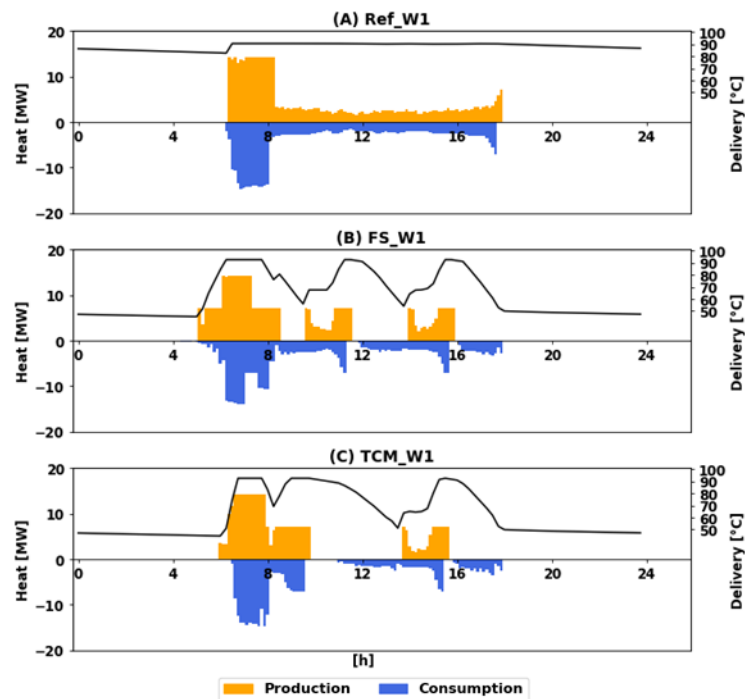 (A) Ref_W1
20
10
0
−10
−20
Heat [MW]
0 4 8 12 16 20 24
100
90
80
70
60
50
Delivery [°C]
(B) FS_W1
20
10
0
−10
−20
Heat [MW]
0 4 8 12 16 20 24
100
90
80
70
60
50
Delivery [°C]
(C) TCM_W1
20
10
0
−10
−20
Heat [MW]
0 4 8 12 16 20 24
100
90
80
70
60
50
Delivery [°C]
[h]
Production Consumption